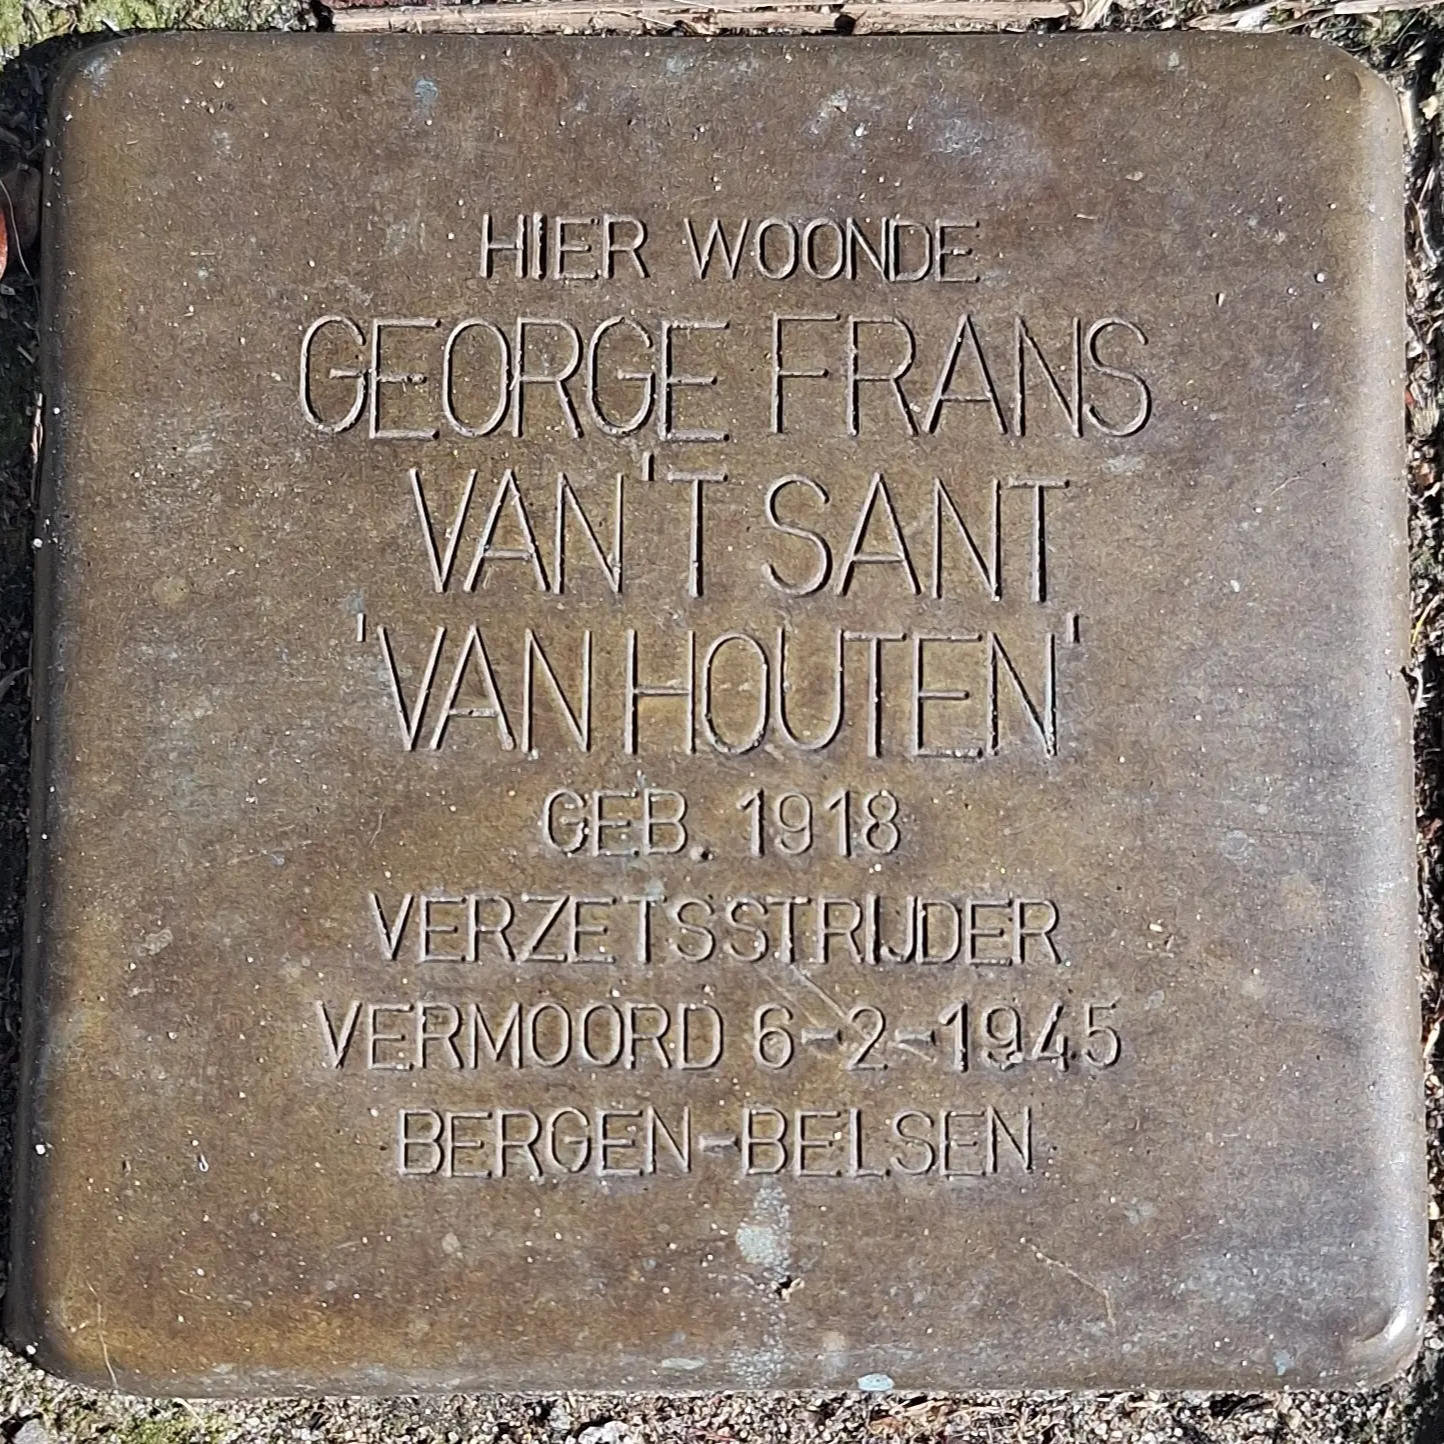 HIER WOONDE
GEORGE FRANS
VAN'T SANT
'VAN HOUTEN'
GEB. 1918
VERZETSSTRIJDER
VERMOORD 6-2-1945
BERGEN-BELSEN